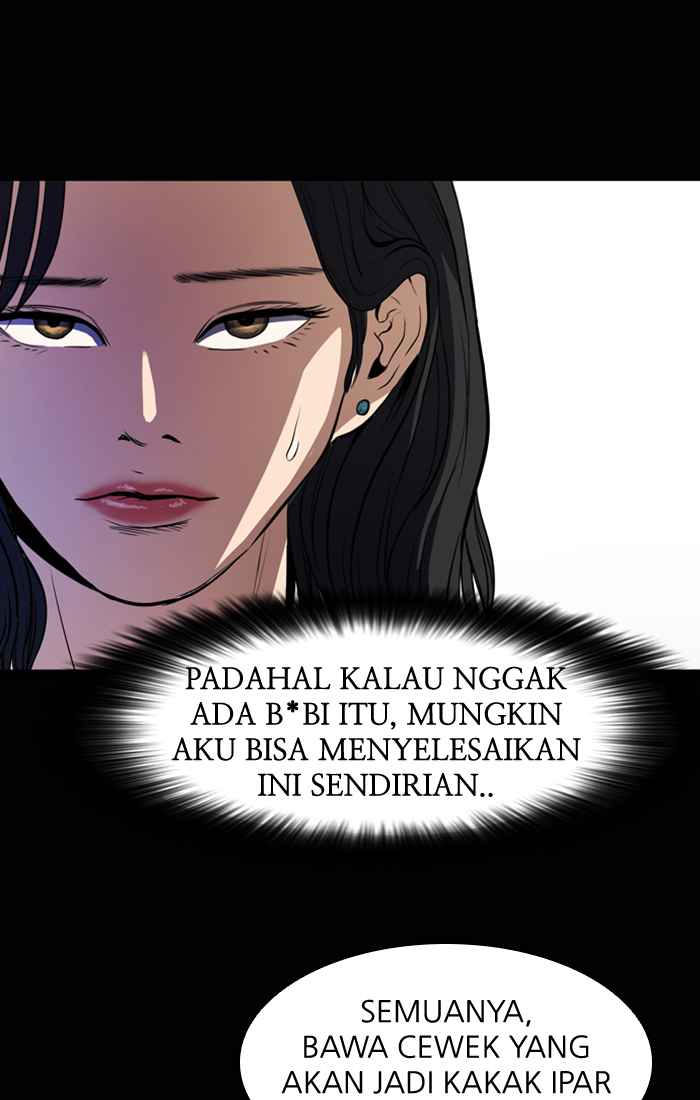 PADAHAL KALAU NGGAK
ADA B*BI ITU, MUNGKIN
AKU BISA MENYELESAIKAN
INI SENDIRIAN..
SEMUANYA,
BAWA CEWEK YANG
AKAN JADI KAKAK IPAR